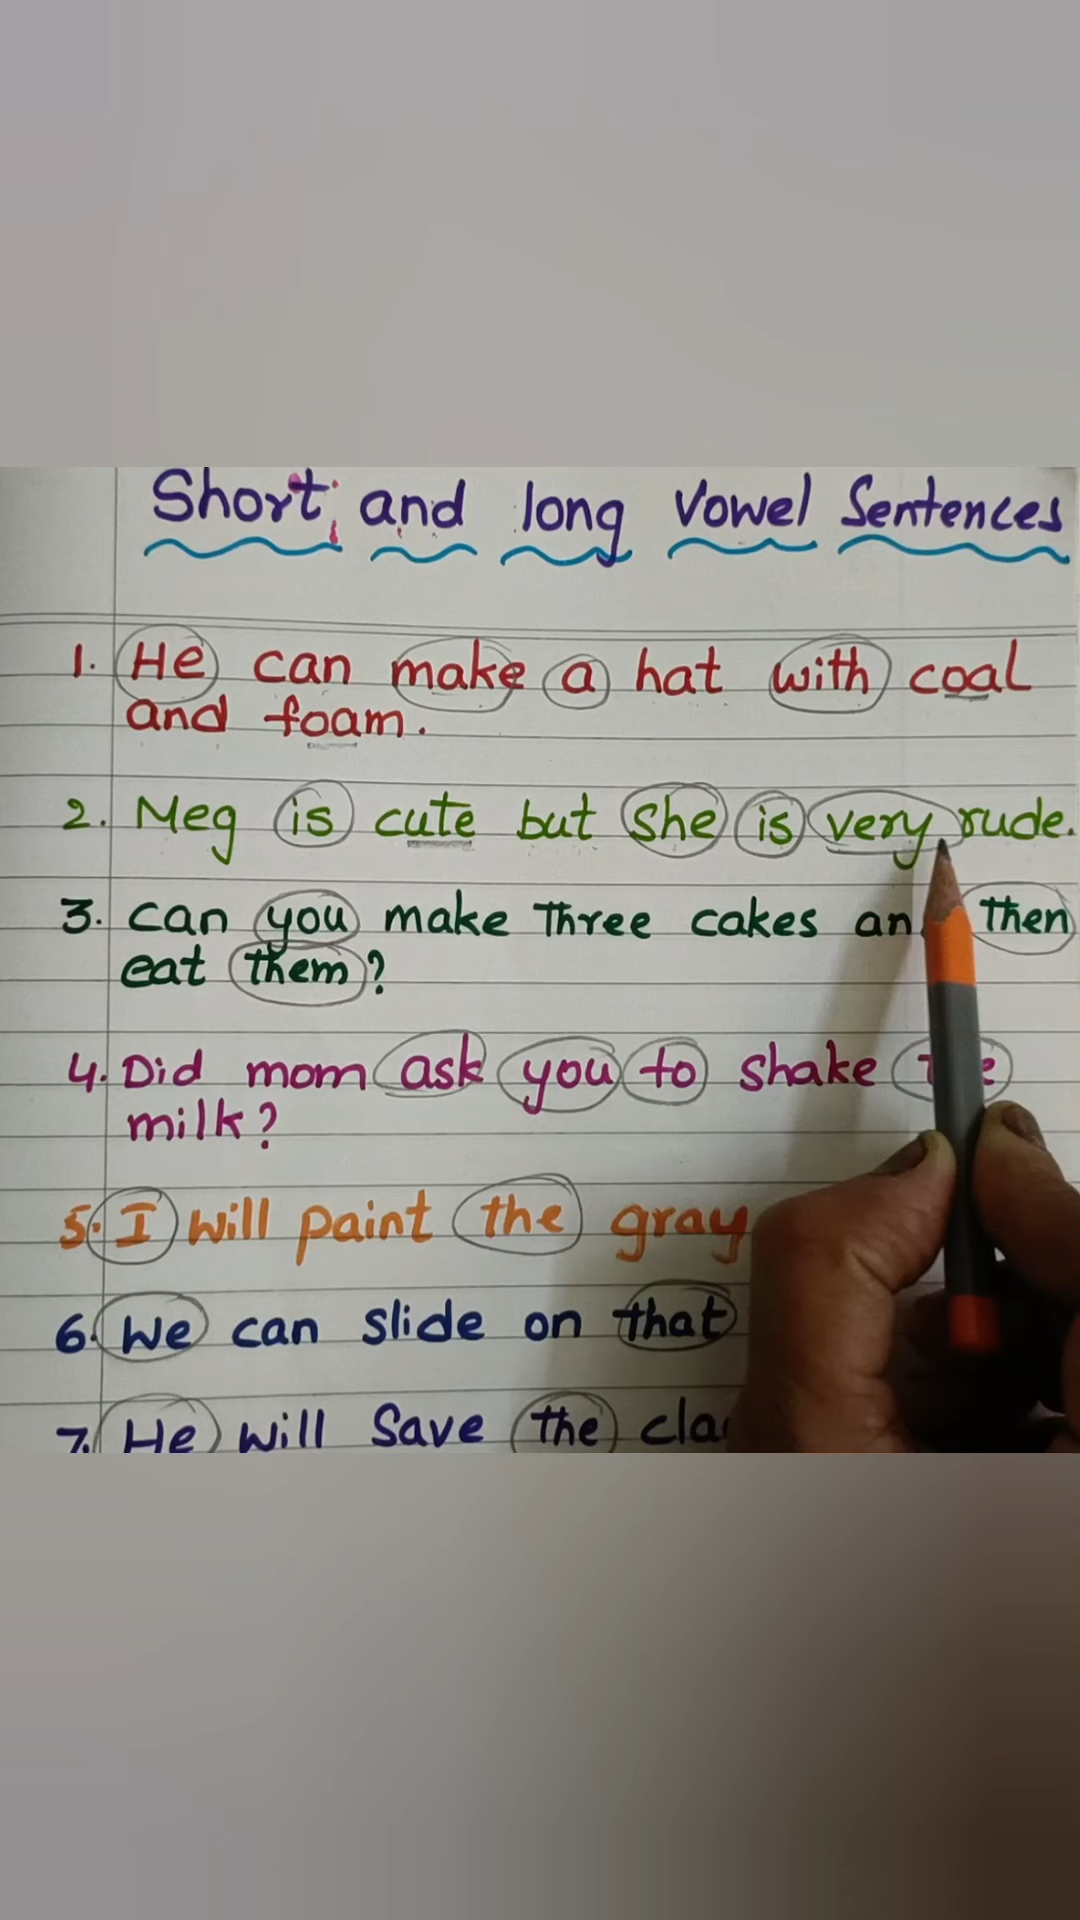 Short and long Vowel Sentences
1. He can make a hat with coal
and foam.
2. Meg is cute but she is very rude.
3. Can you make three cakes an then
eat them?
4. Did mom ask you to shake
milk?
5. I will paint the gray
6. We can slide on that
7. He will Save the